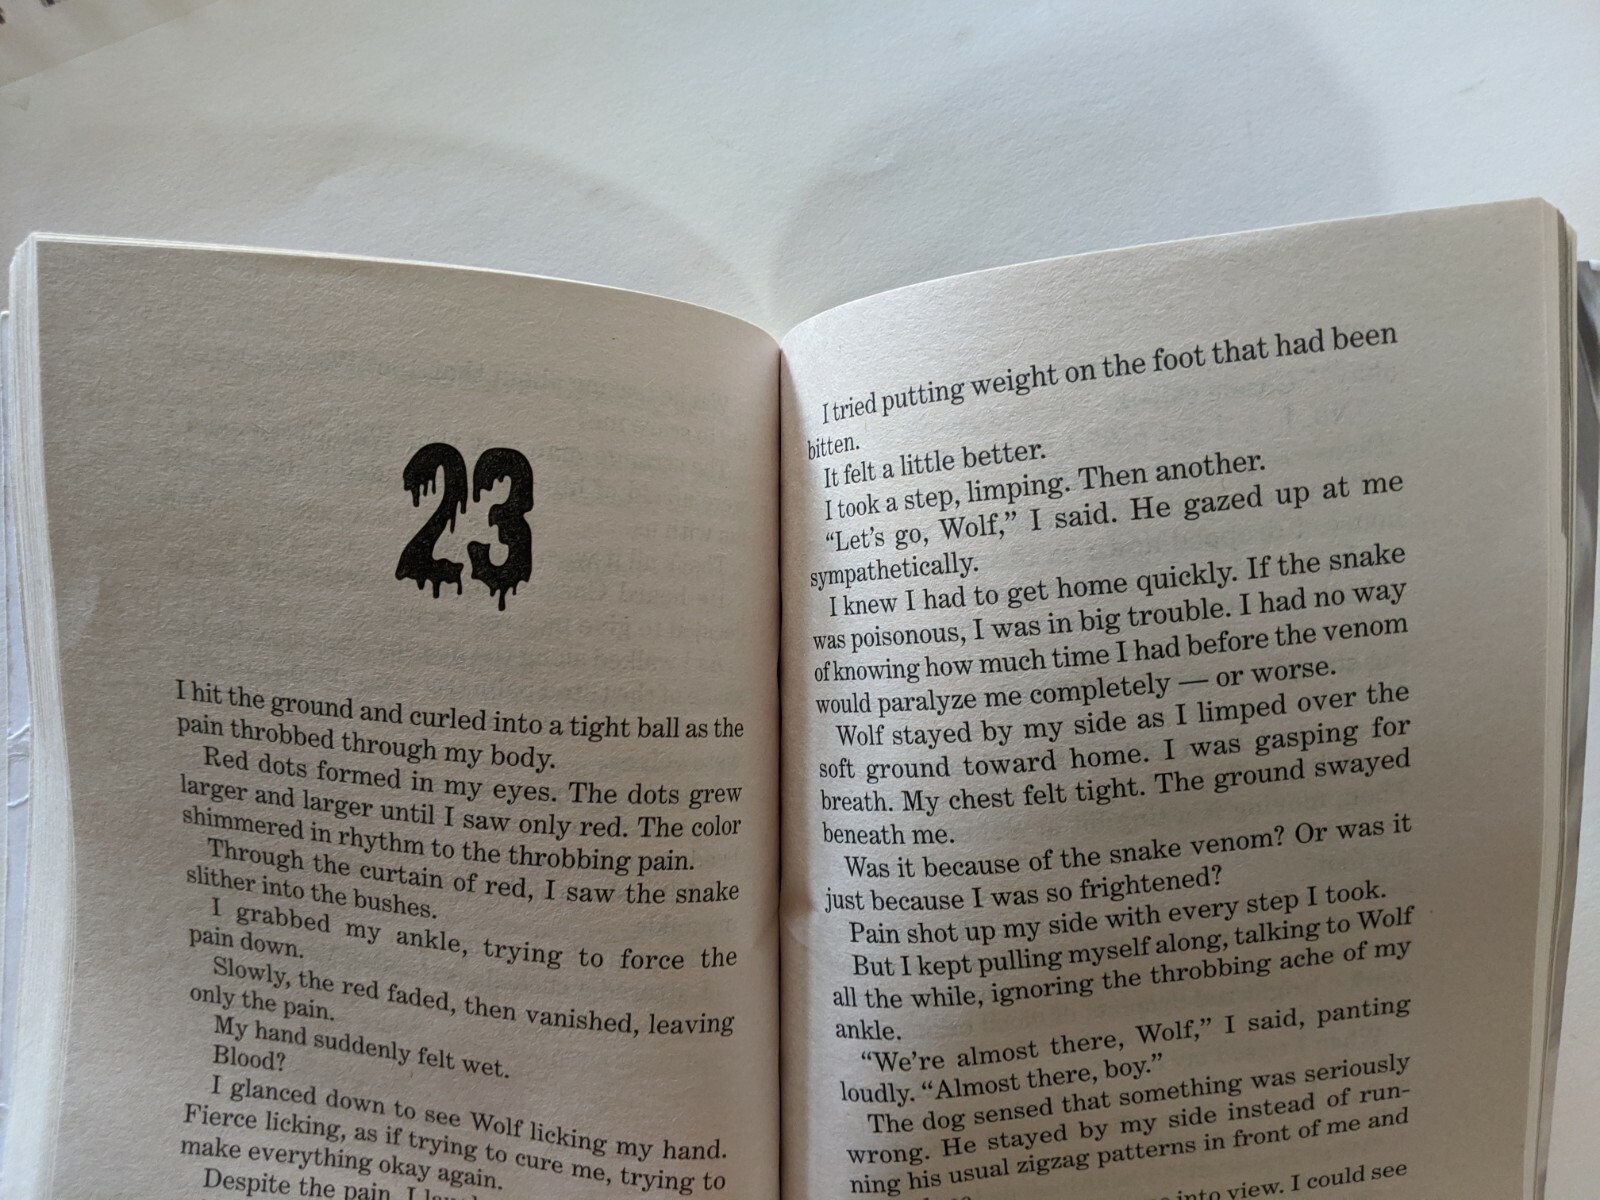 23
I hit the ground and curled into a tight ball as the
pain throbbed through my body.
Red dots formed in my eyes. The dots grew
larger and larger until I saw only red. The color
shimmered in rhythm to the throbbing pain.
Through the curtain of red, I saw the snake
slither into the bushes.
I grabbed my ankle, trying to force the
pain down.
Slowly, the red faded, then vanished, leaving
only the pain.
My hand suddenly felt wet.
Blood?
I glanced down to see Wolf licking my hand.
Fierce licking, as if trying to cure me, trying to
make everything okay again.
Despite the pain, I
I tried putting weight on the foot that had been
bitten.
It felt a little better.
I took a step, limping. Then another.
“Let’s go, Wolf,” I said. He gazed up at me
sympathetically.
I knew I had to get home quickly. If the snake
was poisonous, I was in big trouble. I had no way
of knowing how much time I had before the venom
would paralyze me completely — or worse.
Wolf stayed by my side as I limped over the
soft ground toward home. I was gasping for
breath. My chest felt tight. The ground swayed
beneath me.
Was it because of the snake venom? Or was it
just because I was so frightened?
Pain shot up my side with every step I took.
But I kept pulling myself along, talking to Wolf
all the while, ignoring the throbbing ache of my
ankle.
“We’re almost there, Wolf,” I said, panting
loudly. “Almost there, boy.”
The dog sensed that something was seriously
wrong. He stayed by my side instead of run-
ning his usual zigzag patterns in front of me and
into view. I could see